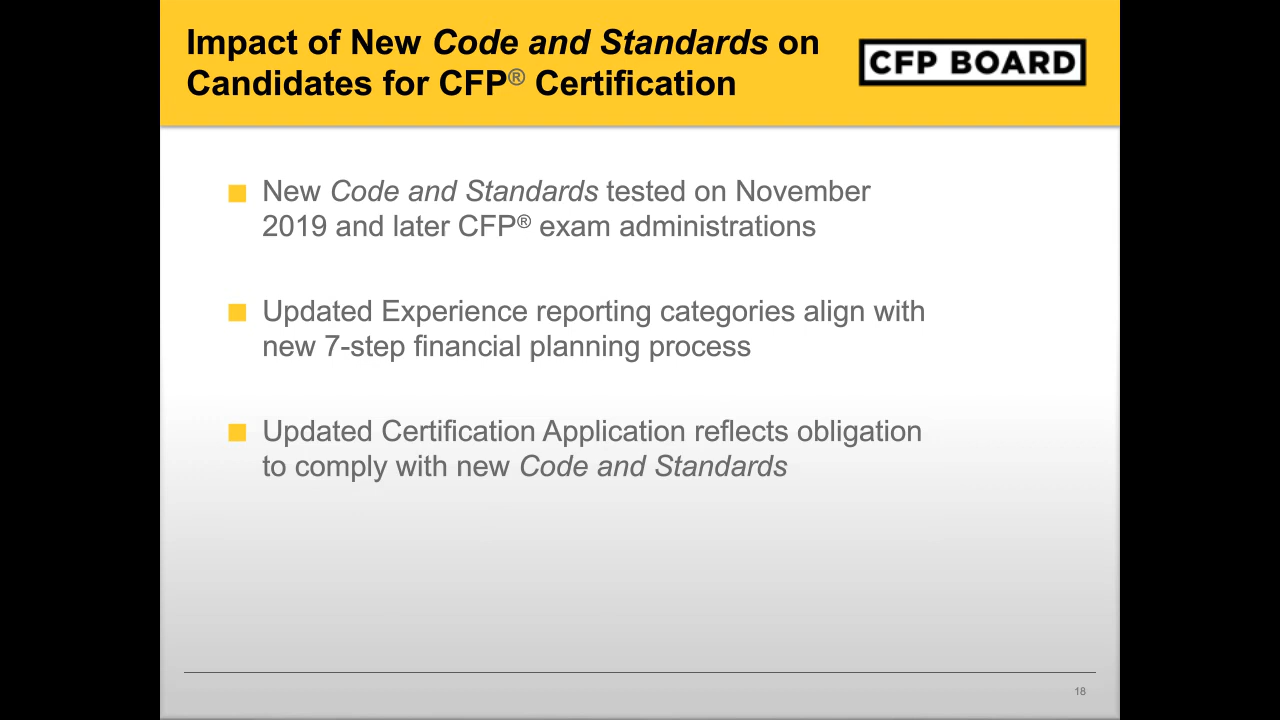 Impact of New Code and Standards on
Candidates for CFP® Certification
CFP BOARD
■ New Code and Standards tested on November
2019 and later CFP® exam administrations
■ Updated Experience reporting categories align with
new 7-step financial planning process
■ Updated Certification Application reflects obligation
to comply with new Code and Standards
18